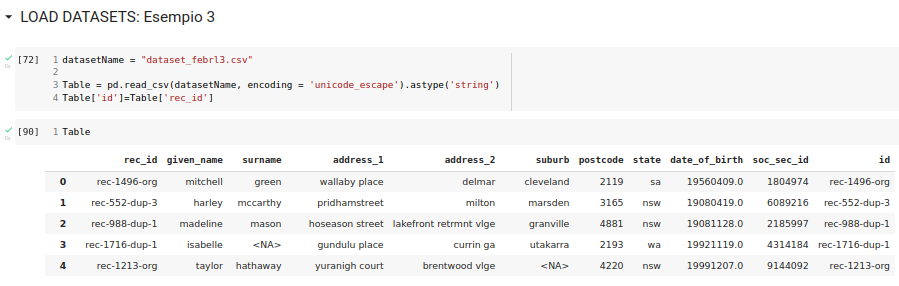 LOAD DATASETS: Esempio 3
[72] 1 datasetName = "dataset_febrl3.csv"
2
3 Table = pd.read_csv(datasetName, encoding = 'unicode_escape').astype('string')
4 Table['id']=Table['rec_id']
[90] 1 Table
rec_id given_name surname address_1 address_2 suburb postcode state date_of_birth soc_sec_id id
0 rec-1496-org mitchell green wallaby place delmar cleveland 2119 sa 19560409.0 1804974 rec-1496-org
1 rec-552-dup-3 harley mccarthy pridhamstreet milton marsden 3165 nsw 19080419.0 6089216 rec-552-dup-3
2 rec-988-dup-1 madeline mason hoseason street lakefront retrmnt vlge granville 4881 nsw 19081128.0 2185997 rec-988-dup-1
3 rec-1716-dup-1 isabelle <NA> gundulu place currin ga utakarra 2193 wa 19921119.0 4314184 rec-1716-dup-1
4 rec-1213-org taylor hathaway yuranigh court brentwood vlge <NA> 4220 nsw 19991207.0 9144092 rec-1213-org